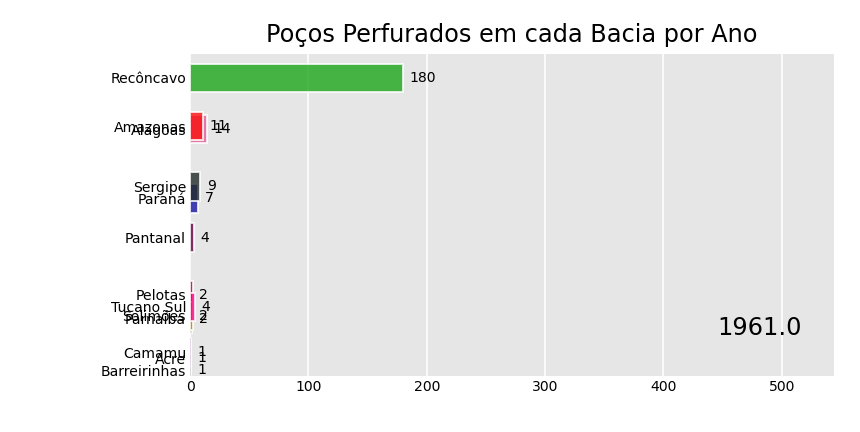 Poços Perfurados em cada Bacia por Ano
Recôncavo 180
Amazonas 11
Alagoas 14
Sergipe 9
Paraná 7
Pantanal 4
Pelotas 2
Tucano Sul 4
Solimões 2
Parnaíba 2
1961.0
Camamu 1
Acre 1
Barreirinhas 1
0 100 200 300 400 500